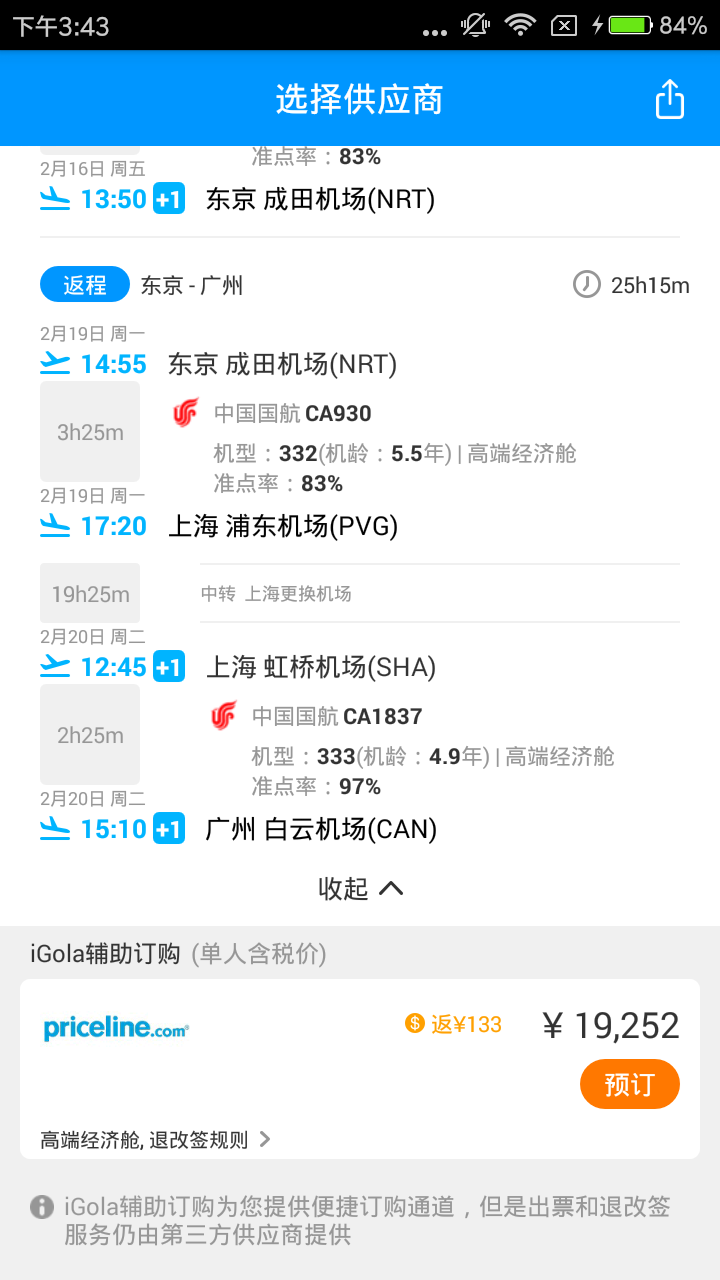 下午3:43 ... 84%
选择供应商
准点率：83%
2月16日 周五
13:50 +1 东京 成田机场(NRT)
返程 东京 - 广州 25h15m
2月19日 周一
14:55 东京 成田机场(NRT)
中国国航 CA930
3h25m
机型：332(机龄：5.5年) | 高端经济舱
准点率：83%
2月19日 周一
17:20 上海 浦东机场(PVG)
19h25m 中转 上海更换机场
2月20日 周二
12:45 +1 上海 虹桥机场(SHA)
中国国航 CA1837
2h25m
机型：333(机龄：4.9年) | 高端经济舱
准点率：97%
2月20日 周二
15:10 +1 广州 白云机场(CAN)
收起
iGola辅助订购 (单人含税价)
priceline.com® $ 返¥133 ¥ 19,252
预订
高端经济舱, 退改签规则
iGola辅助订购为您提供便捷订购通道，但是出票和退改签
服务仍由第三方供应商提供